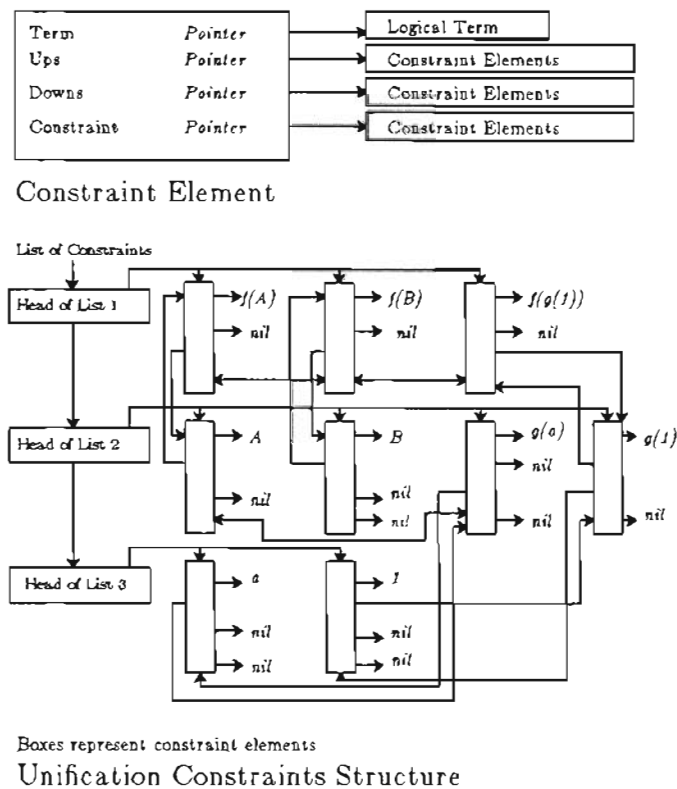 Term Pointer Logical Term
Ups Pointer Constraint Elements
Downs Pointer Constraint Elements
Constraint Pointer Constraint Elements
Constraint Element
List of Constraints
Head of List 1
f(A) f(B) f(g(1))
nil nil nil
Head of List 2
A B g(a) g(1)
nil
nil nil nil nil
nil
Head of List 3
a 1
nil nil
nil nil
Boxes represent constraint elements
Unification Constraints Structure